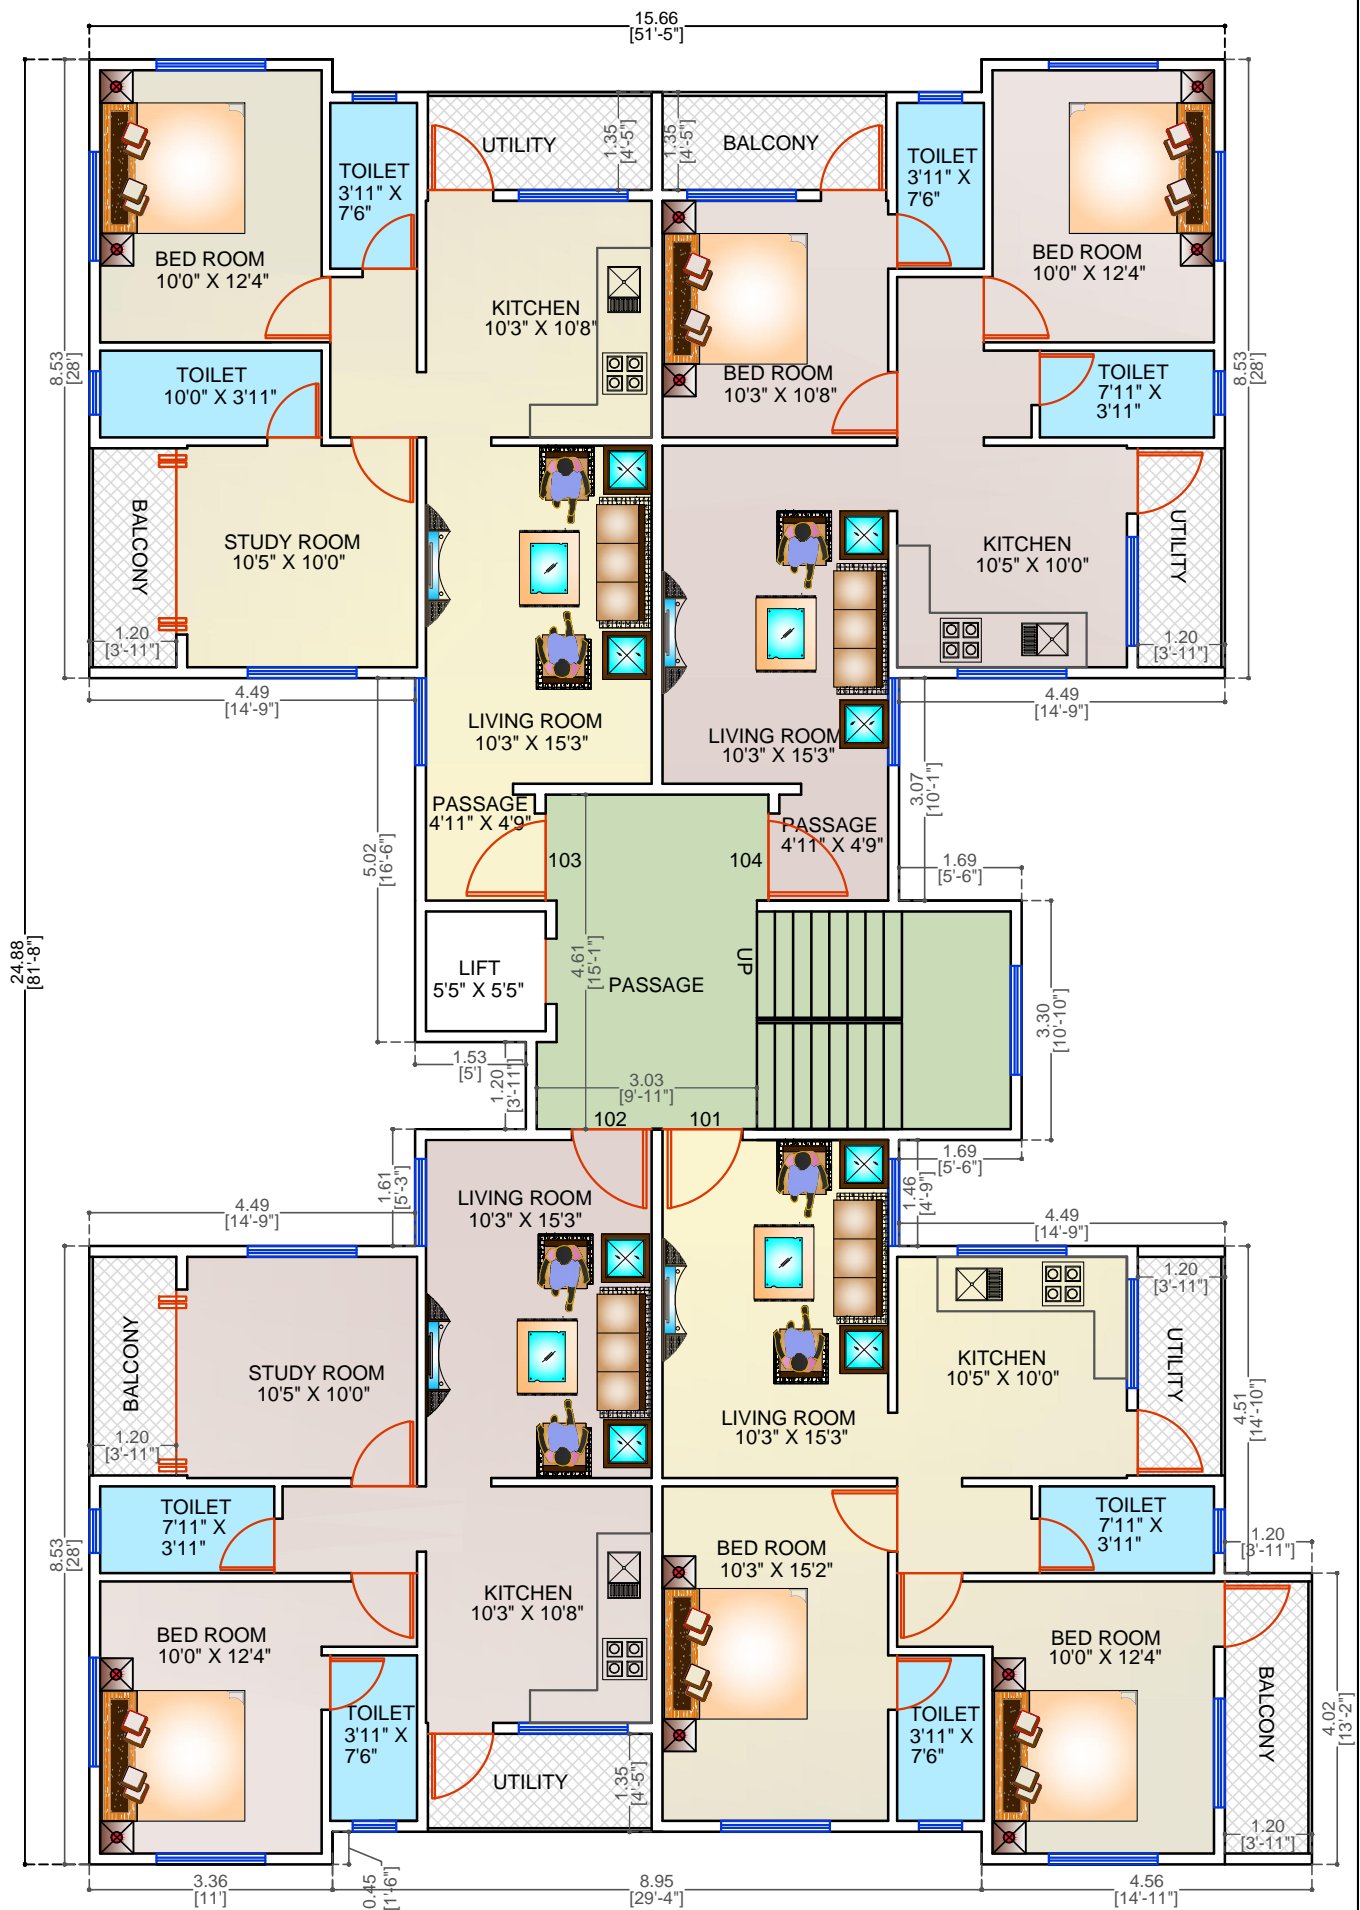 15.66
[51'-5"]
UTILITY
1.35
[4'-5"]
1.35
[4'-5"]
BALCONY
TOILET
3'11" X
7'6"
TOILET
3'11" X
7'6"
BED ROOM
10'0" X 12'4"
BED ROOM
10'0" X 12'4"
KITCHEN
10'3" X 10'8"
8.53
[28']
TOILET
10'0" X 3'11"
BED ROOM
10'3" X 10'8"
TOILET
7'11" X
3'11"
8.53
[28']
BALCONY
STUDY ROOM
10'5" X 10'0"
KITCHEN
10'5" X 10'0"
UTILITY
1.20
[3'-11"]
1.20
[3'-11"]
4.49
[14'-9"]
4.49
[14'-9"]
LIVING ROOM
10'3" X 15'3"
LIVING ROOM
10'3" X 15'3"
3.07
[10'-1"]
PASSAGE
4'11" X 4'9"
PASSAGE
4'11" X 4'9"
5.02
[16'-6"]
103
104
1.69
[5'-6"]
24.88
[81'-8"]
LIFT
5'5" X 5'5"
4.61
[15'-1"]
PASSAGE
UP
3.30
[10'-10"]
1.53
[5']
1.20
[3'-11"]
3.03
[9'-11"]
102
101
1.61
[5'-3"]
1.69
[5'-6"]
1.46
[4'-9"]
4.49
[14'-9"]
LIVING ROOM
10'3" X 15'3"
4.49
[14'-9"]
1.20
[3'-11"]
BALCONY
STUDY ROOM
10'5" X 10'0"
KITCHEN
10'5" X 10'0"
UTILITY
LIVING ROOM
10'3" X 15'3"
4.51
[14'-10"]
1.20
[3'-11"]
TOILET
7'11" X
3'11"
TOILET
7'11" X
3'11"
8.53
[28']
BED ROOM
10'3" X 15'2"
1.20
[3'-11"]
KITCHEN
10'3" X 10'8"
BED ROOM
10'0" X 12'4"
BED ROOM
10'0" X 12'4"
TOILET
3'11" X
7'6"
TOILET
3'11" X
7'6"
BALCONY
4.02
[13'-2"]
UTILITY
1.35
[4'-5"]
1.20
[3'-11"]
3.36
[11']
0.45
[1'-6"]
8.95
[29'-4"]
4.56
[14'-11"]